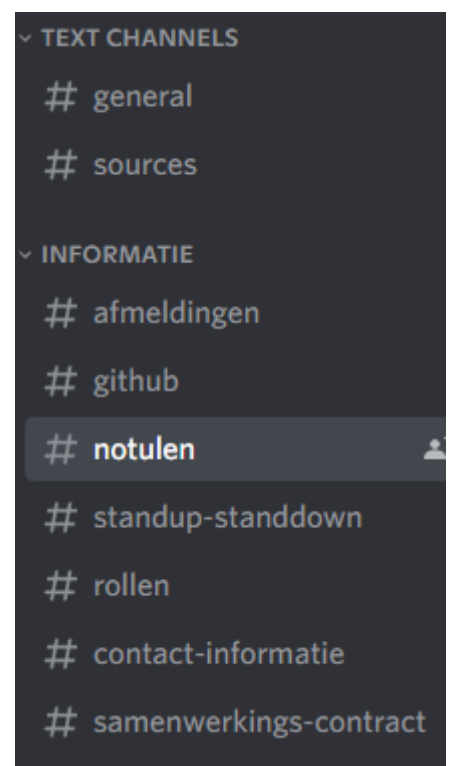 TEXT CHANNELS
# general
# sources
INFORMATIE
# afmeldingen
# github
# notulen
# standup-standdown
# rollen
# contact-informatie
# samenwerkings-contract